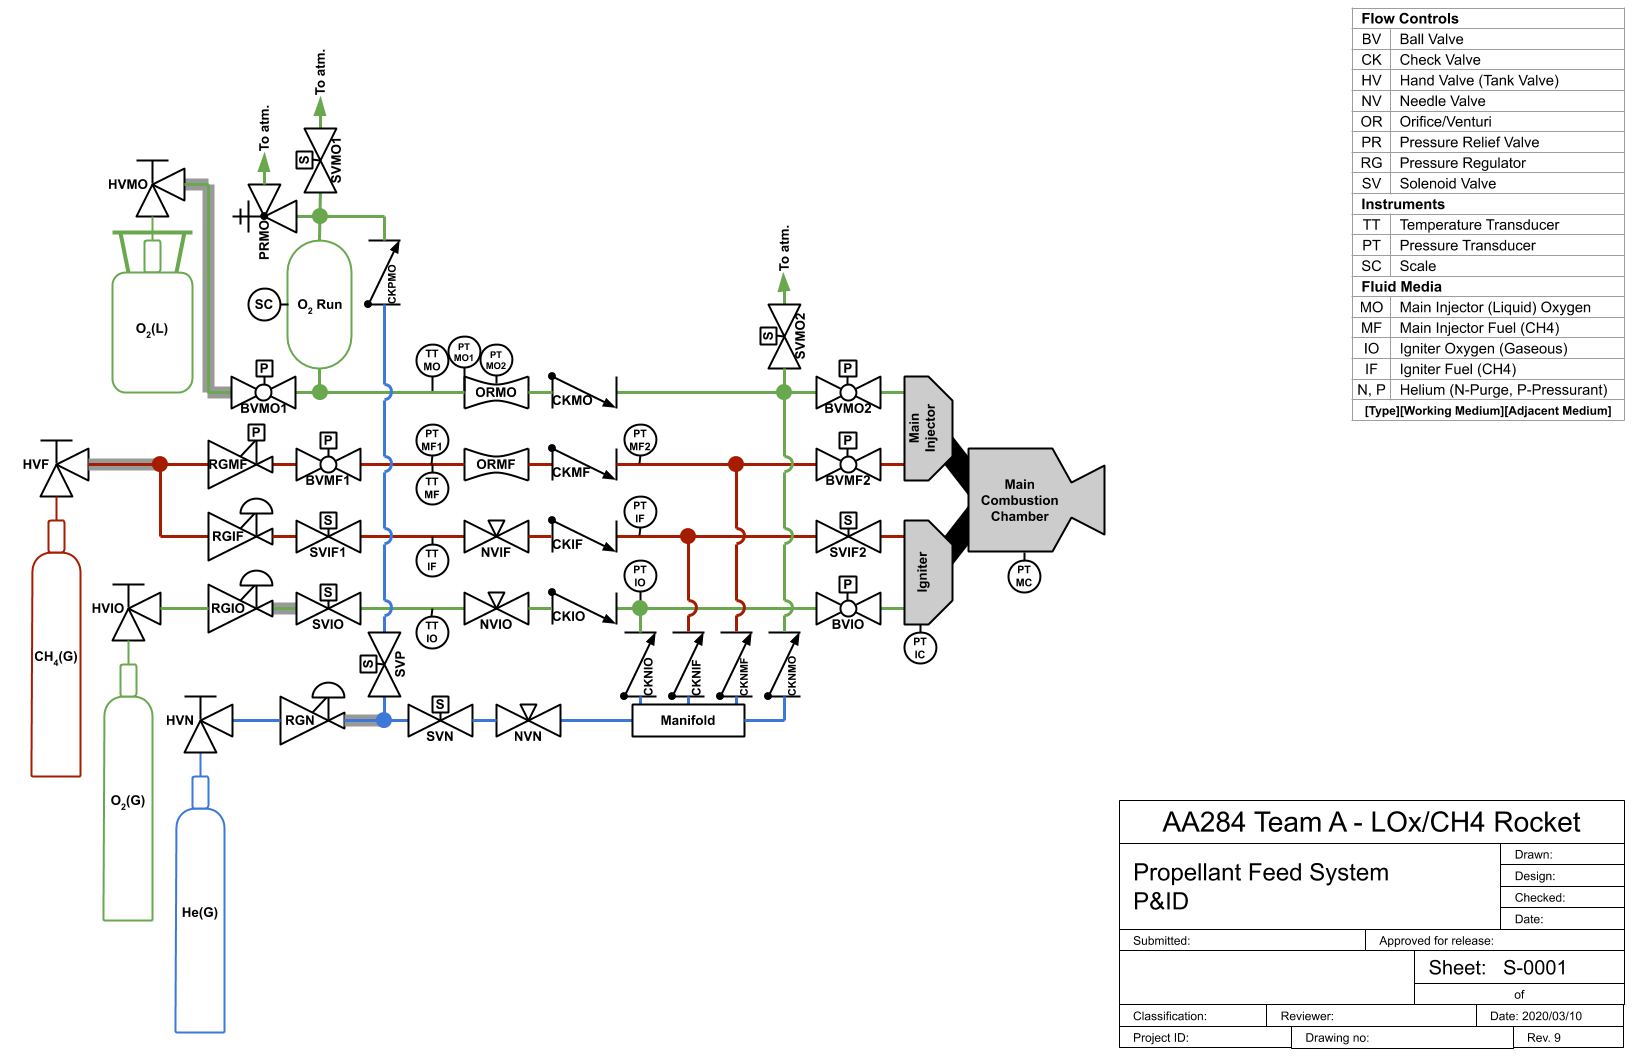 To atm.
To atm.
SVMO1
S
HVMO
PRMO
CKPMO
To atm.
SC
O2 Run
O2(L)
S
SVMO2
TT MO
PT MO1
PT MO2
P
BVMO1
ORMO
CKMO
P
BVMO2
Main Injector
HVF
P
RGMF
P
BVMF1
PT MF1
TT MF
ORMF
CKMF
PT MF2
P
BVMF2
Main
Combustion
Chamber
RGIF
S
SVIF1
TT IF
NVIF
CKIF
PT IF
S
SVIF2
Igniter
PT MC
HVIO
RGIO
S
SVIO
TT IO
NVIO
CKIO
PT IO
P
BVIO
PT IC
CH4(G)
S
SVP
CKNIO
CKNIF
CKNMF
CKNMO
HVN
RGN
S
SVN
NVN
Manifold
O2(G)
He(G)
Flow Controls
BV Ball Valve
CK Check Valve
HV Hand Valve (Tank Valve)
NV Needle Valve
OR Orifice/Venturi
PR Pressure Relief Valve
RG Pressure Regulator
SV Solenoid Valve
Instruments
TT Temperature Transducer
PT Pressure Transducer
SC Scale
Fluid Media
MO Main Injector (Liquid) Oxygen
MF Main Injector Fuel (CH4)
IO Igniter Oxygen (Gaseous)
IF Igniter Fuel (CH4)
N, P Helium (N-Purge, P-Pressurant)
[Type][Working Medium][Adjacent Medium]
AA284 Team A - LOx/CH4 Rocket
Propellant Feed System
P&ID
Drawn:
Design:
Checked:
Date:
Submitted:
Approved for release:
Sheet: S-0001
of
Classification:
Reviewer:
Date: 2020/03/10
Project ID:
Drawing no:
Rev. 9